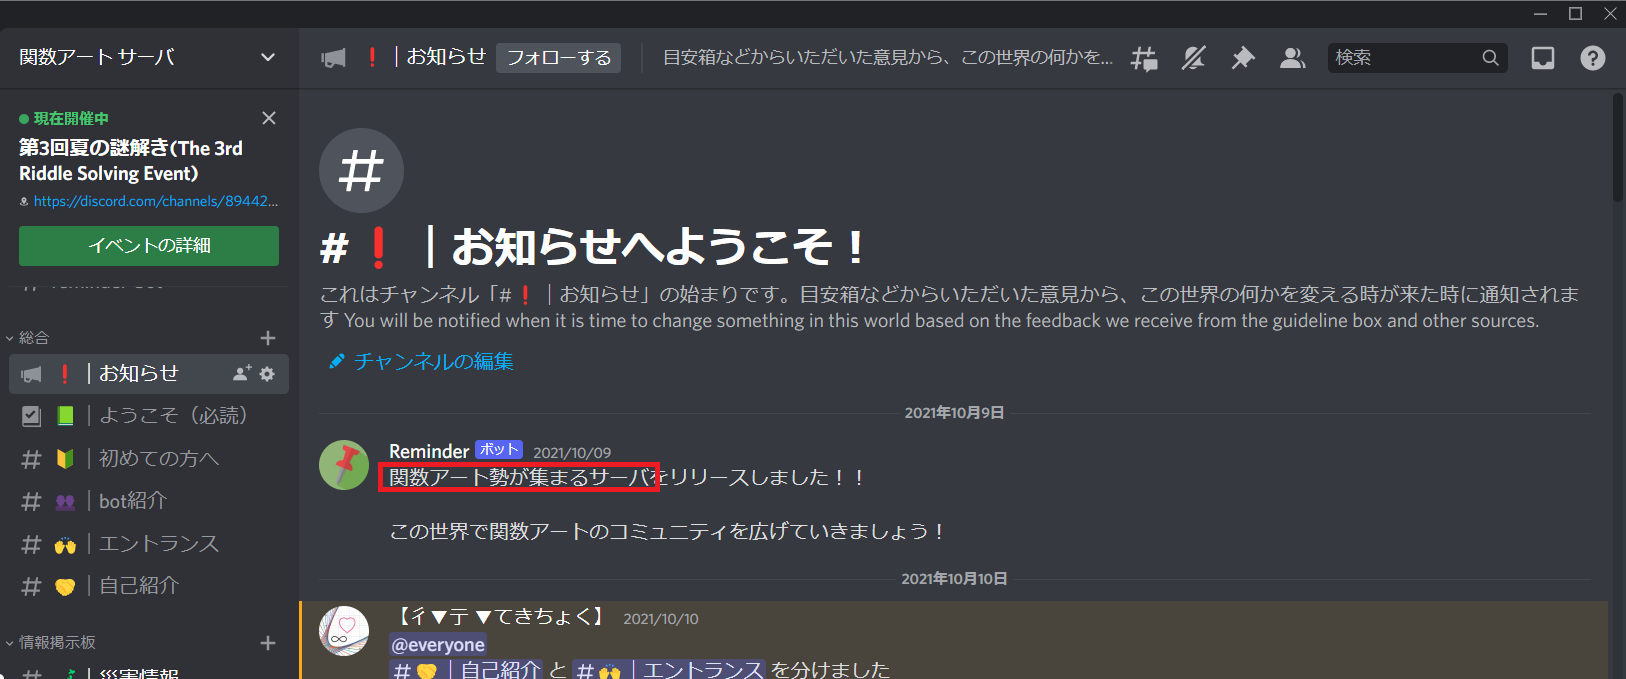 関数アート サーバ
❗｜お知らせ フォローする 目安箱などからいただいた意見から、この世界の何かを... 検索
現在開催中
第3回夏の謎解き(The 3rd
Riddle Solving Event)
https://discord.com/channels/89442...
イベントの詳細
総合
❗｜お知らせ
📗｜ようこそ（必読）
# 🔰｜初めての方へ
# 👥｜bot紹介
# 🙌｜エントランス
# 🤝｜自己紹介
情報掲示板
｜災害情報
#
#❗｜お知らせへようこそ！
これはチャンネル「#❗｜お知らせ」の始まりです。目安箱などからいただいた意見から、この世界の何かを変える時が来た時に通知されま
す You will be notified when it is time to change something in this world based on the feedback we receive from the guideline box and other sources.
チャンネルの編集
2021年10月9日
Reminder ボット 2021/10/09
関数アート勢が集まるサーバをリリースしました！！
この世界で関数アートのコミュニティを広げていきましょう！
2021年10月10日
【彳▼テ ▼てきちょく】 2021/10/10
@everyone
#🤝｜自己紹介 と #🙌｜エントランス を分けました